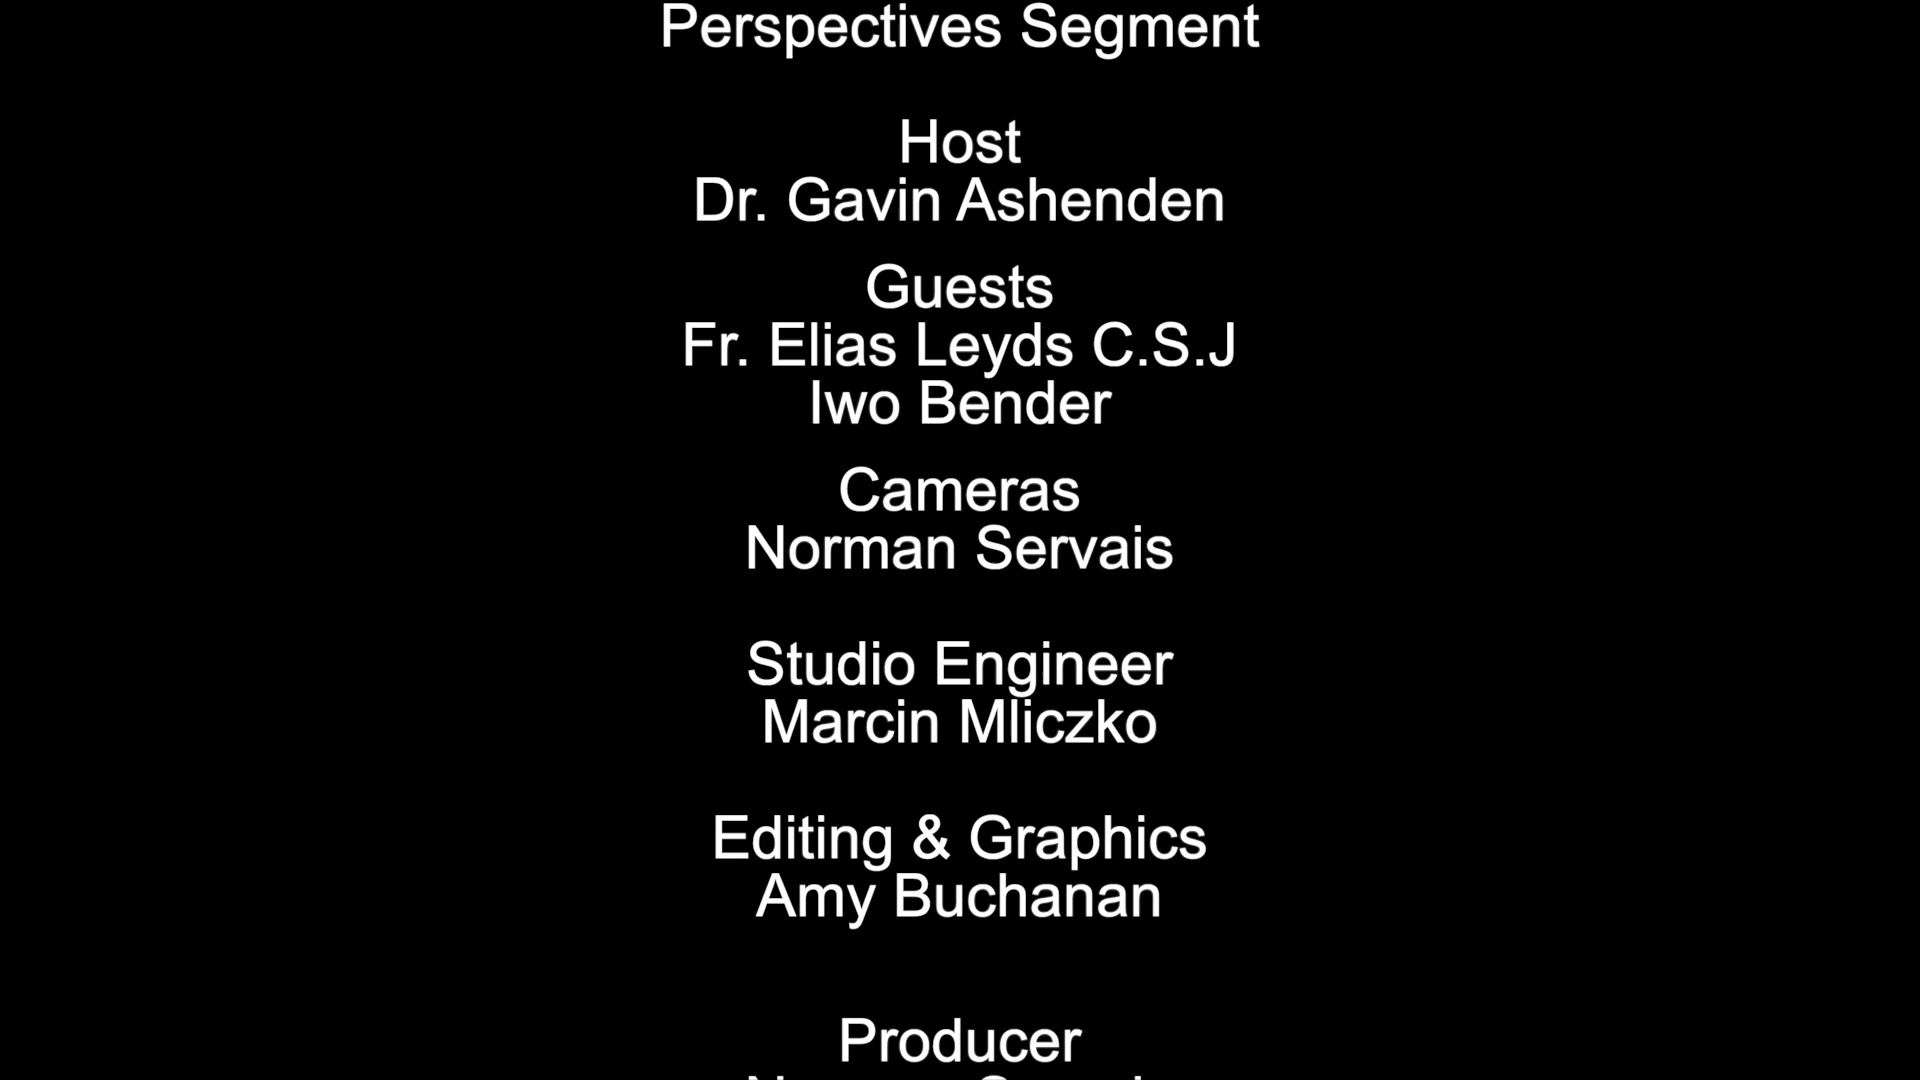 Perspectives Segment
Host
Dr. Gavin Ashenden
Guests
Fr. Elias Leyds C.S.J
Iwo Bender
Cameras
Norman Servais
Studio Engineer
Marcin Mliczko
Editing & Graphics
Amy Buchanan
Producer